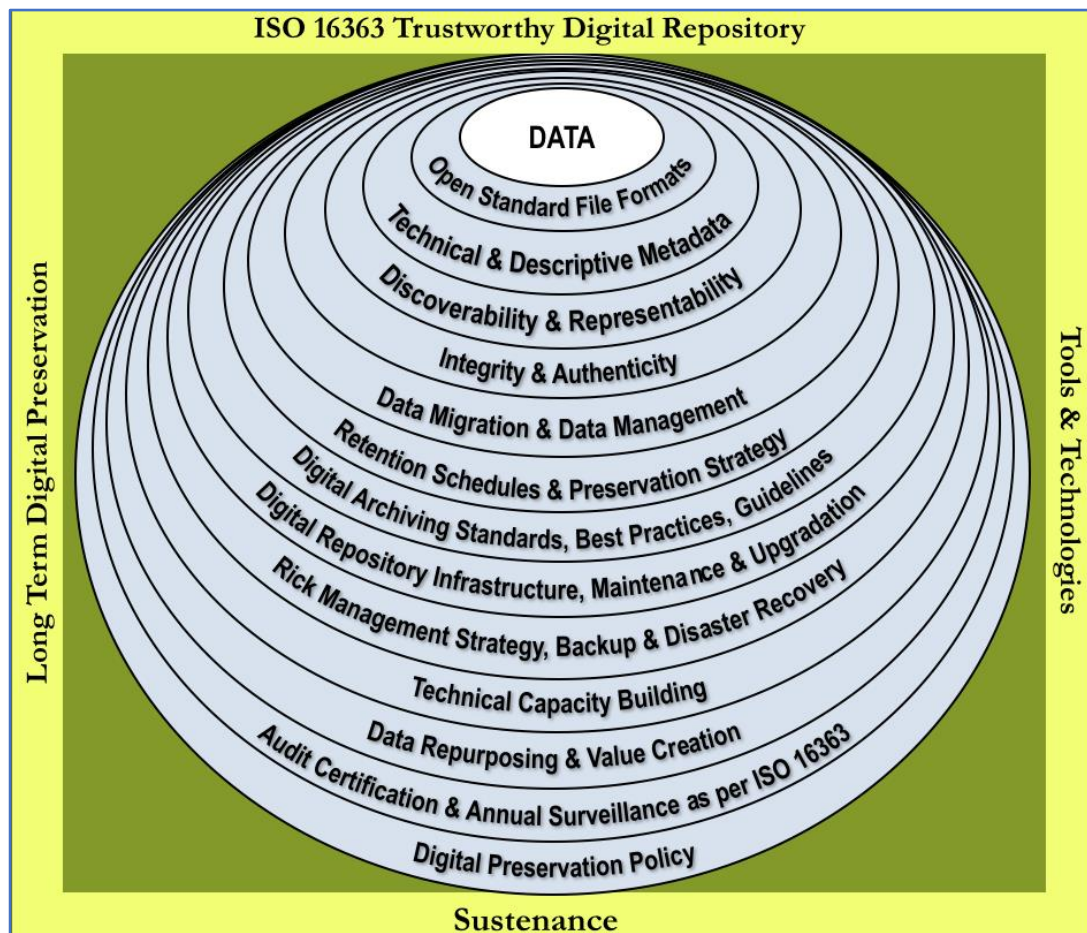 ISO 16363 Trustworthy Digital Repository
Long Term Digital Preservation
DATA
Open Standard File Formats
Technical & Descriptive Metadata
Discoverability & Representability
Integrity & Authenticity
Data Migration & Data Management
Retention Schedules & Preservation Strategy
Digital Archiving Standards, Best Practices, Guidelines
Digital Repository Infrastructure, Maintenance & Upgradation
Rick Management Strategy, Backup & Disaster Recovery
Technical Capacity Building
Data Repurposing & Value Creation
Audit Certification & Annual Surveillance as per ISO 16363
Digital Preservation Policy
Tools & Technologies
Sustenance